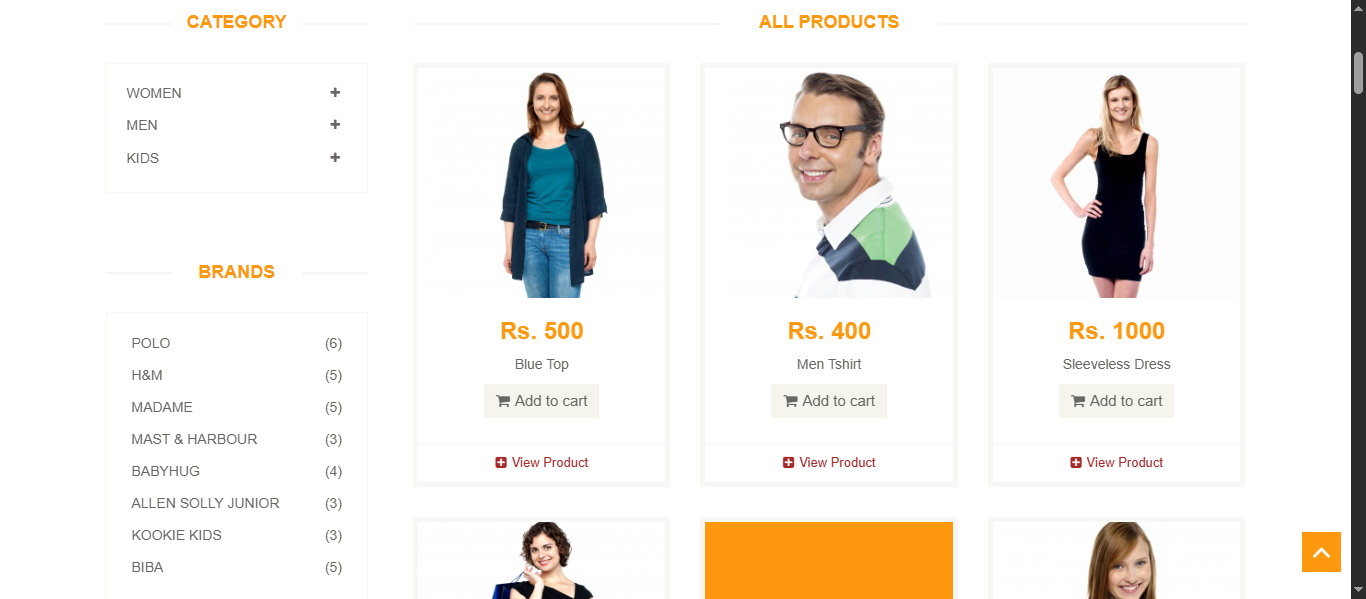 CATEGORY
WOMEN
MEN
KIDS
BRANDS
POLO (6)
H&M (5)
MADAME (5)
MAST & HARBOUR (3)
BABYHUG (4)
ALLEN SOLLY JUNIOR (3)
KOOKIE KIDS (3)
BIBA (5)
ALL PRODUCTS
Rs. 500
Blue Top
Add to cart
View Product
Rs. 400
Men Tshirt
Add to cart
View Product
Rs. 1000
Sleeveless Dress
Add to cart
View Product